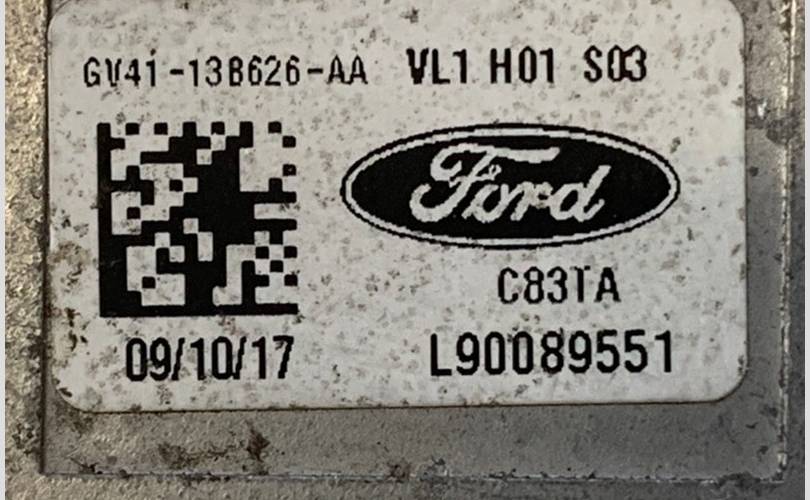 GV41-13B626-AA VL1 H01 S03
Ford
C83TA
09/10/17 L90089551